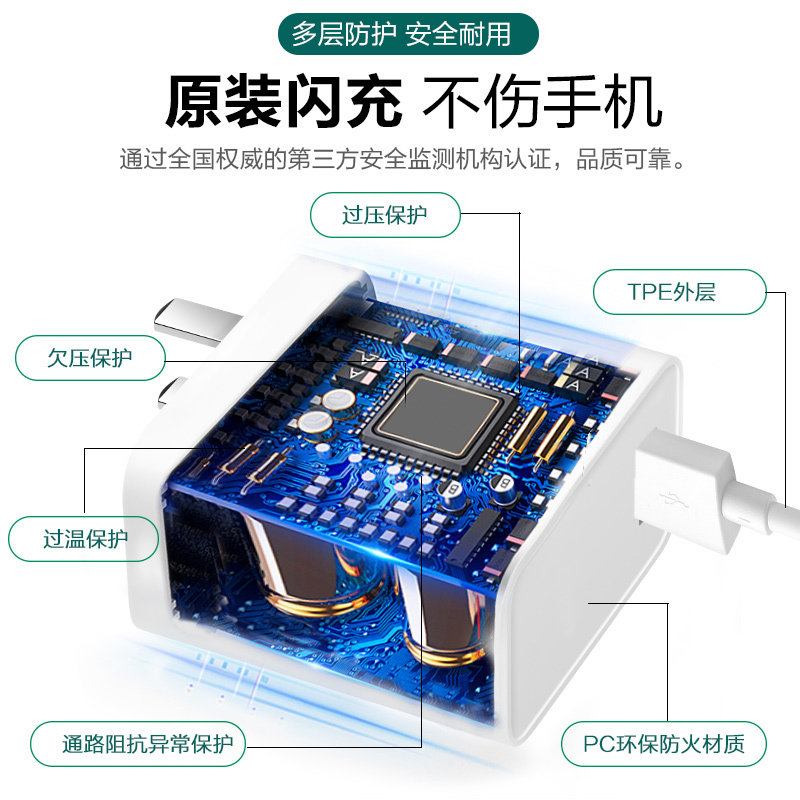 多层防护 安全耐用
原装闪充 不伤手机
通过全国权威的第三方安全监测机构认证，品质可靠。
过压保护
TPE外层
欠压保护
过温保护
通路阻抗异常保护
PC环保防火材质